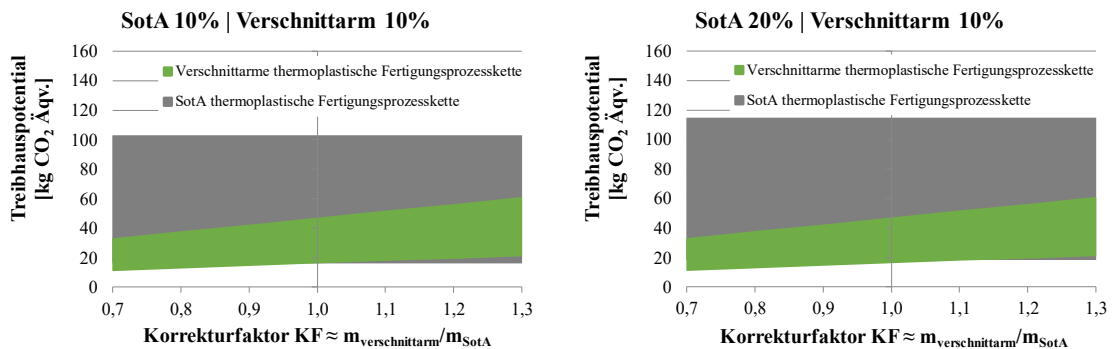 SotA 10% | Verschnittarm 10%
Treibhauspotential
[kg CO₂ Äqv.]
160
140
120
100
80
60
40
20
0
Verschnittarme thermoplastische Fertigungsprozesskette
SotA thermoplastische Fertigungsprozesskette
0,7
0,8
0,9
1,0
1,1
1,2
1,3
Korrekturfaktor KF ≈ mverschnittarm/mSotA
SotA 20% | Verschnittarm 10%
Treibhauspotential
[kg CO₂ Äqv.]
160
140
120
100
80
60
40
20
0
Verschnittarme thermoplastische Fertigungsprozesskette
SotA thermoplastische Fertigungsprozesskette
0,7
0,8
0,9
1,0
1,1
1,2
1,3
Korrekturfaktor KF ≈ mverschnittarm/mSotA